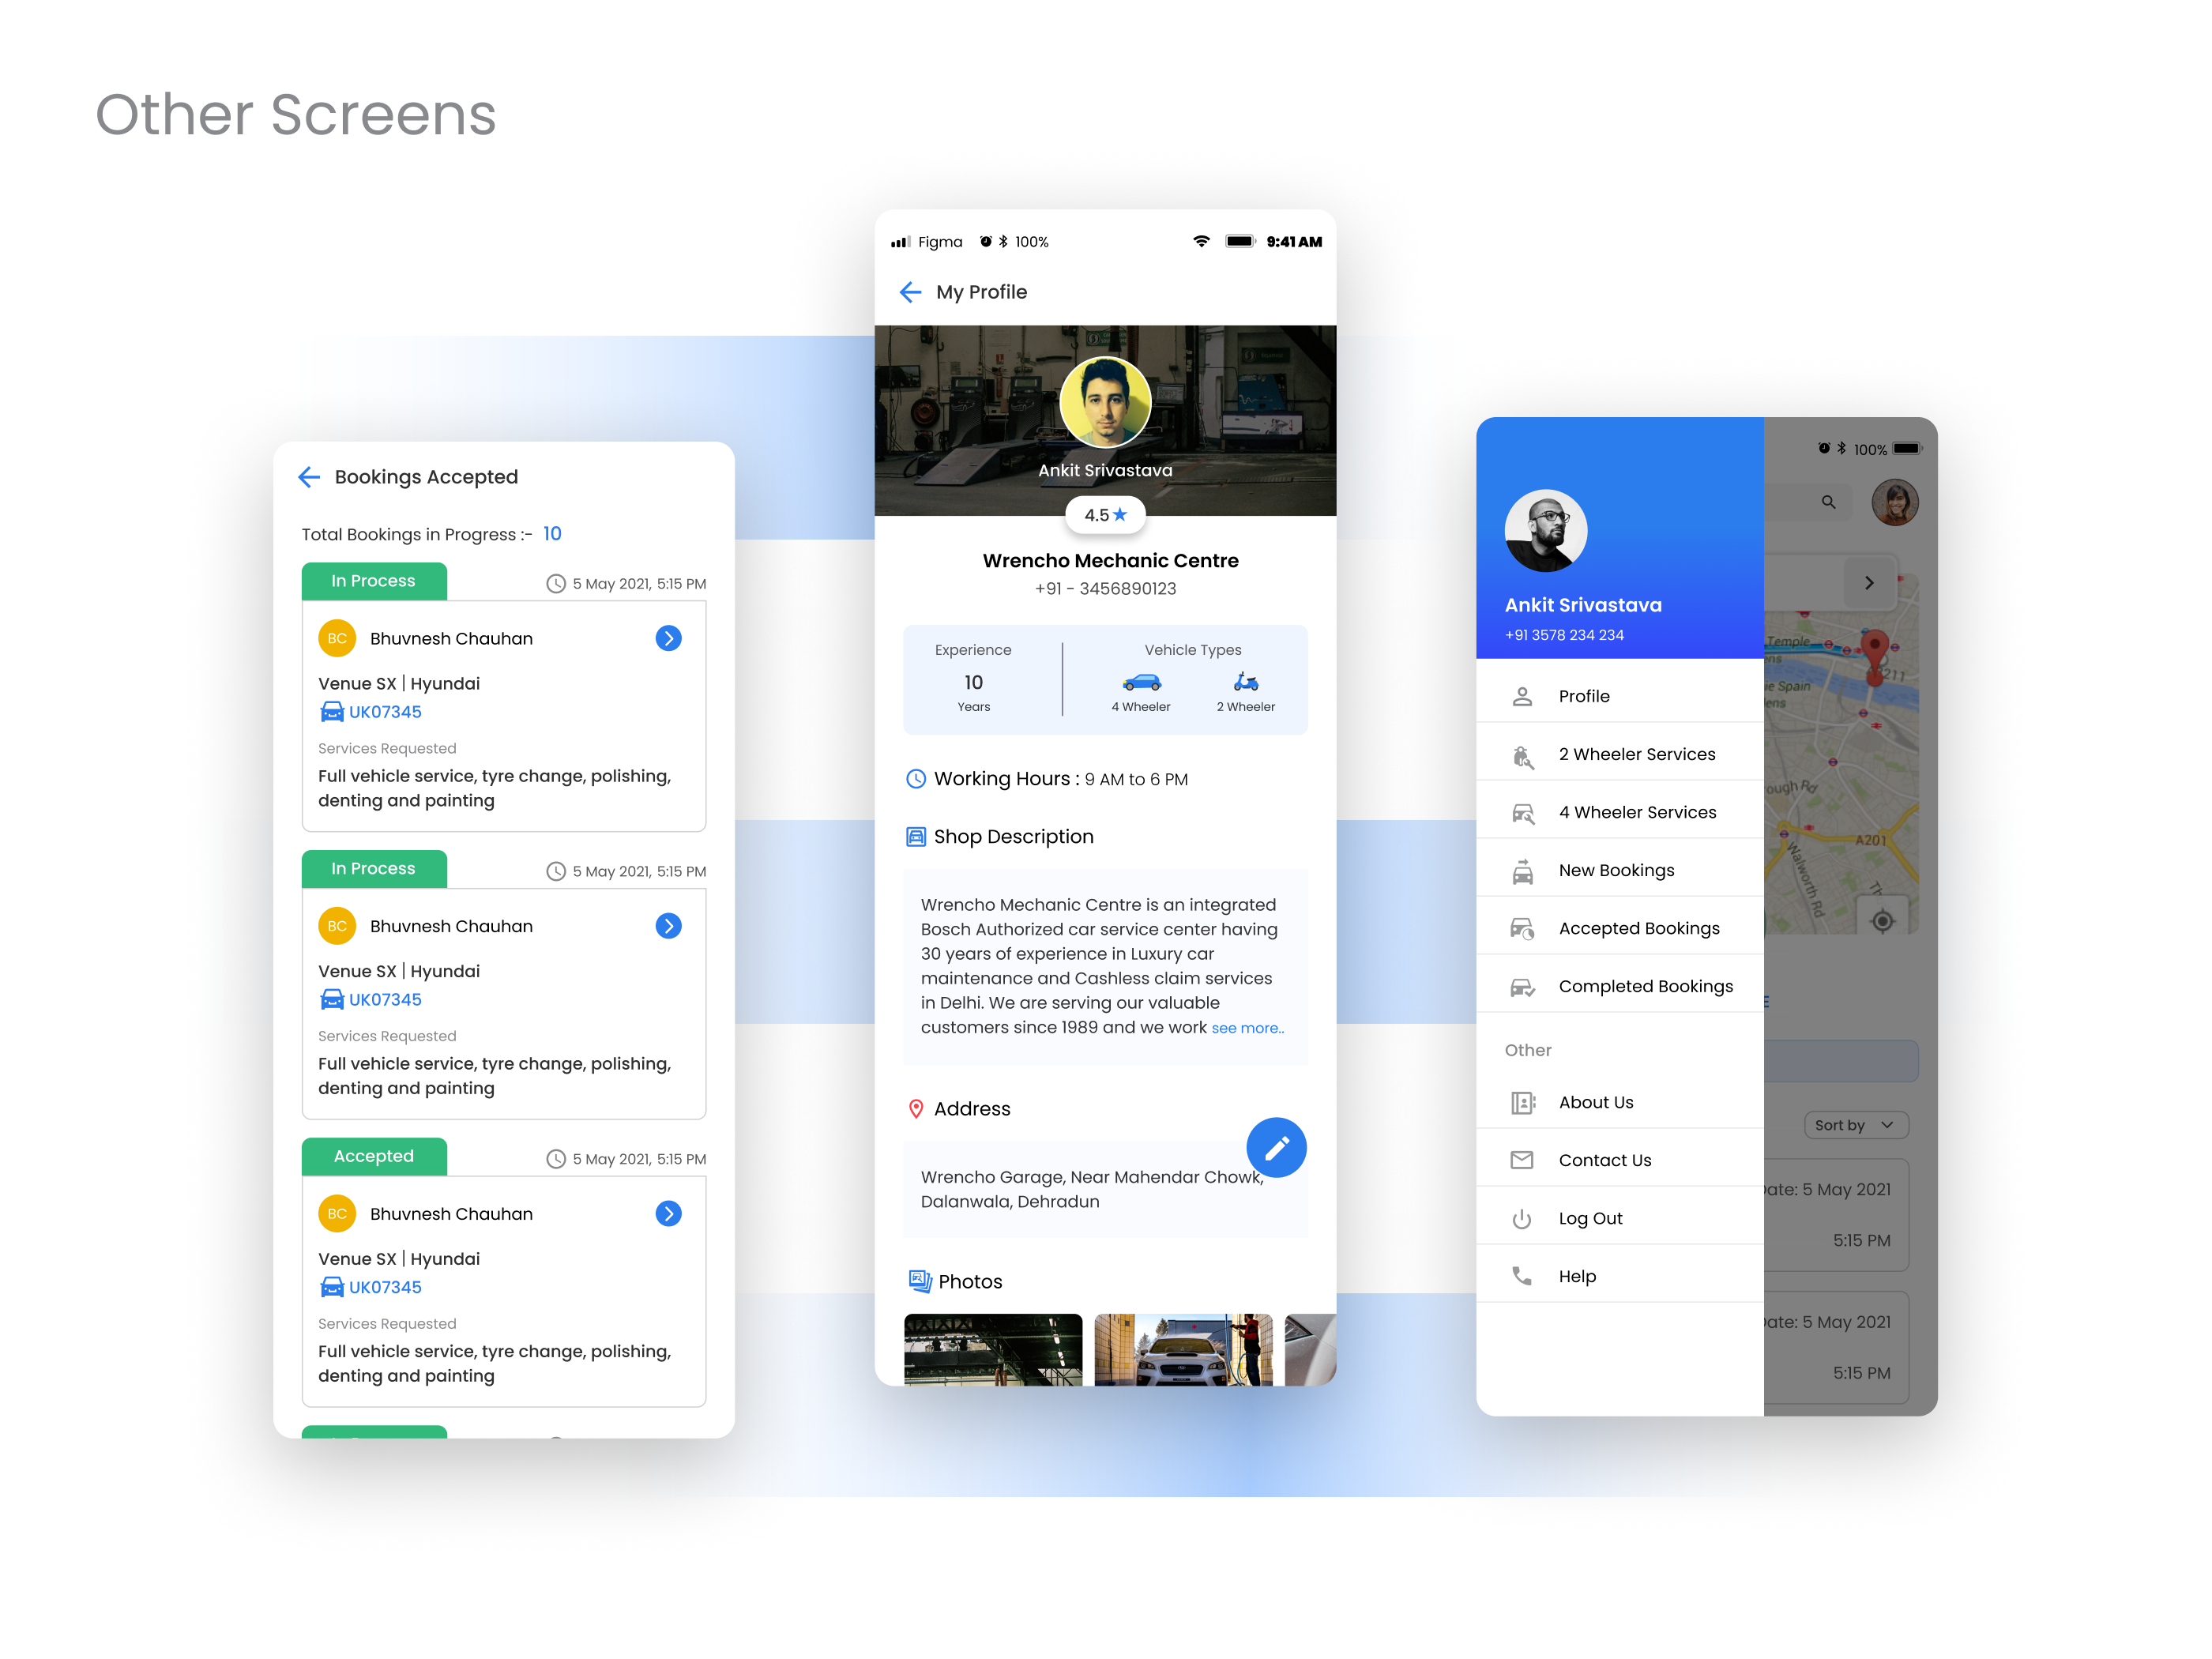 Other Screens
Bookings Accepted
Total Bookings in Progress :- 10
In Process
5 May 2021, 5:15 PM
BC
Bhuvnesh Chauhan
Venue SX | Hyundai
UK07345
Services Requested
Full vehicle service, tyre change, polishing,
denting and painting
In Process
5 May 2021, 5:15 PM
BC
Bhuvnesh Chauhan
Venue SX | Hyundai
UK07345
Services Requested
Full vehicle service, tyre change, polishing,
denting and painting
Accepted
5 May 2021, 5:15 PM
BC
Bhuvnesh Chauhan
Venue SX | Hyundai
UK07345
Services Requested
Full vehicle service, tyre change, polishing,
denting and painting
Figma 100% 9:41 AM
My Profile
Ankit Srivastava
4.5
Wrencho Mechanic Centre
+91 - 3456890123
Experience
10
Years
Vehicle Types
4 Wheeler
2 Wheeler
Working Hours : 9 AM to 6 PM
Shop Description
Wrencho Mechanic Centre is an integrated
Bosch Authorized car service center having
30 years of experience in Luxury car
maintenance and Cashless claim services
in Delhi. We are serving our valuable
customers since 1989 and we work see more..
Address
Wrencho Garage, Near Mahendar Chowk,
Dalanwala, Dehradun
Photos
Ankit Srivastava
+91 3578 234 234
Profile
2 Wheeler Services
4 Wheeler Services
New Bookings
Accepted Bookings
Completed Bookings
Other
About Us
Contact Us
Log Out
Help
100%
Temple
ens
ie Spain
dens
A211
ough Rd
A201
Walworth Rd
Th
E
Sort by
Date: 5 May 2021
5:15 PM
Date: 5 May 2021
5:15 PM